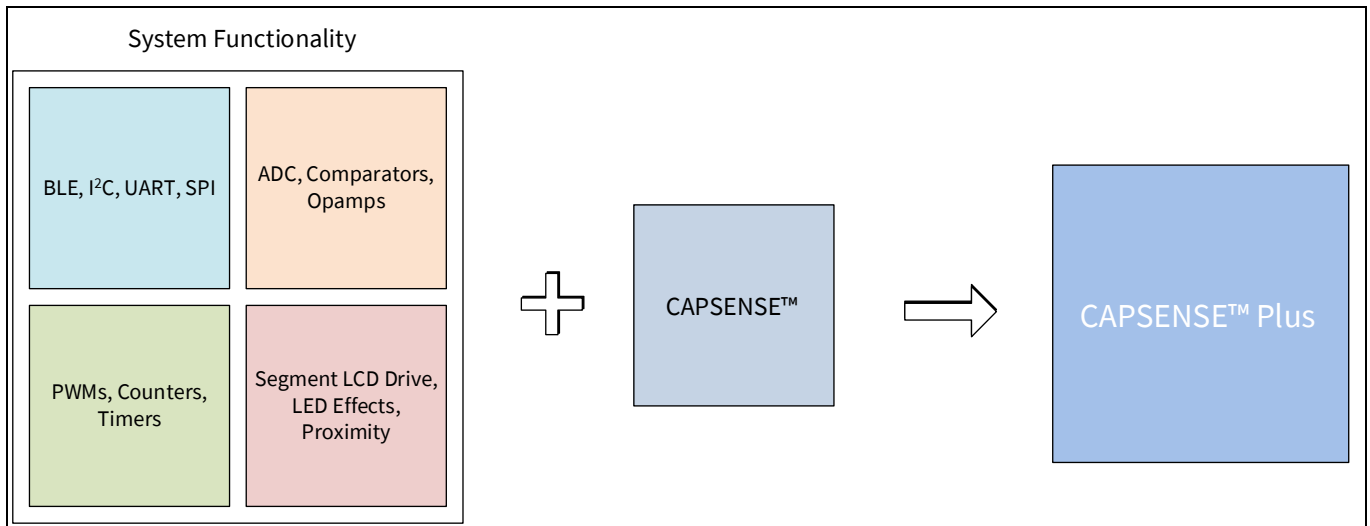 System Functionality
BLE, I²C, UART, SPI
ADC, Comparators,
Opamps
PWMs, Counters,
Timers
Segment LCD Drive,
LED Effects,
Proximity
CAPSENSE™
CAPSENSE™ Plus